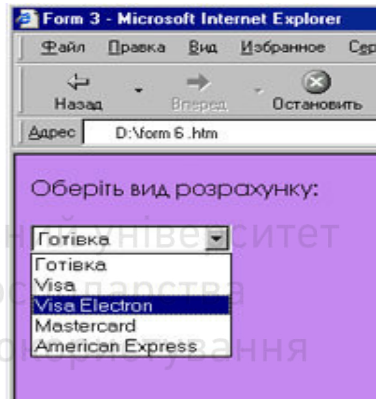 Form 3 - Microsoft Internet Explorer
Файл Правка Вид Избранное Сер
Назад Вперед Остановить
Адрес D:\form 6 .htm
Оберіть вид розрахунку:
Готівка
Готівка
Visa
Visa Electron
Mastercard
American Express